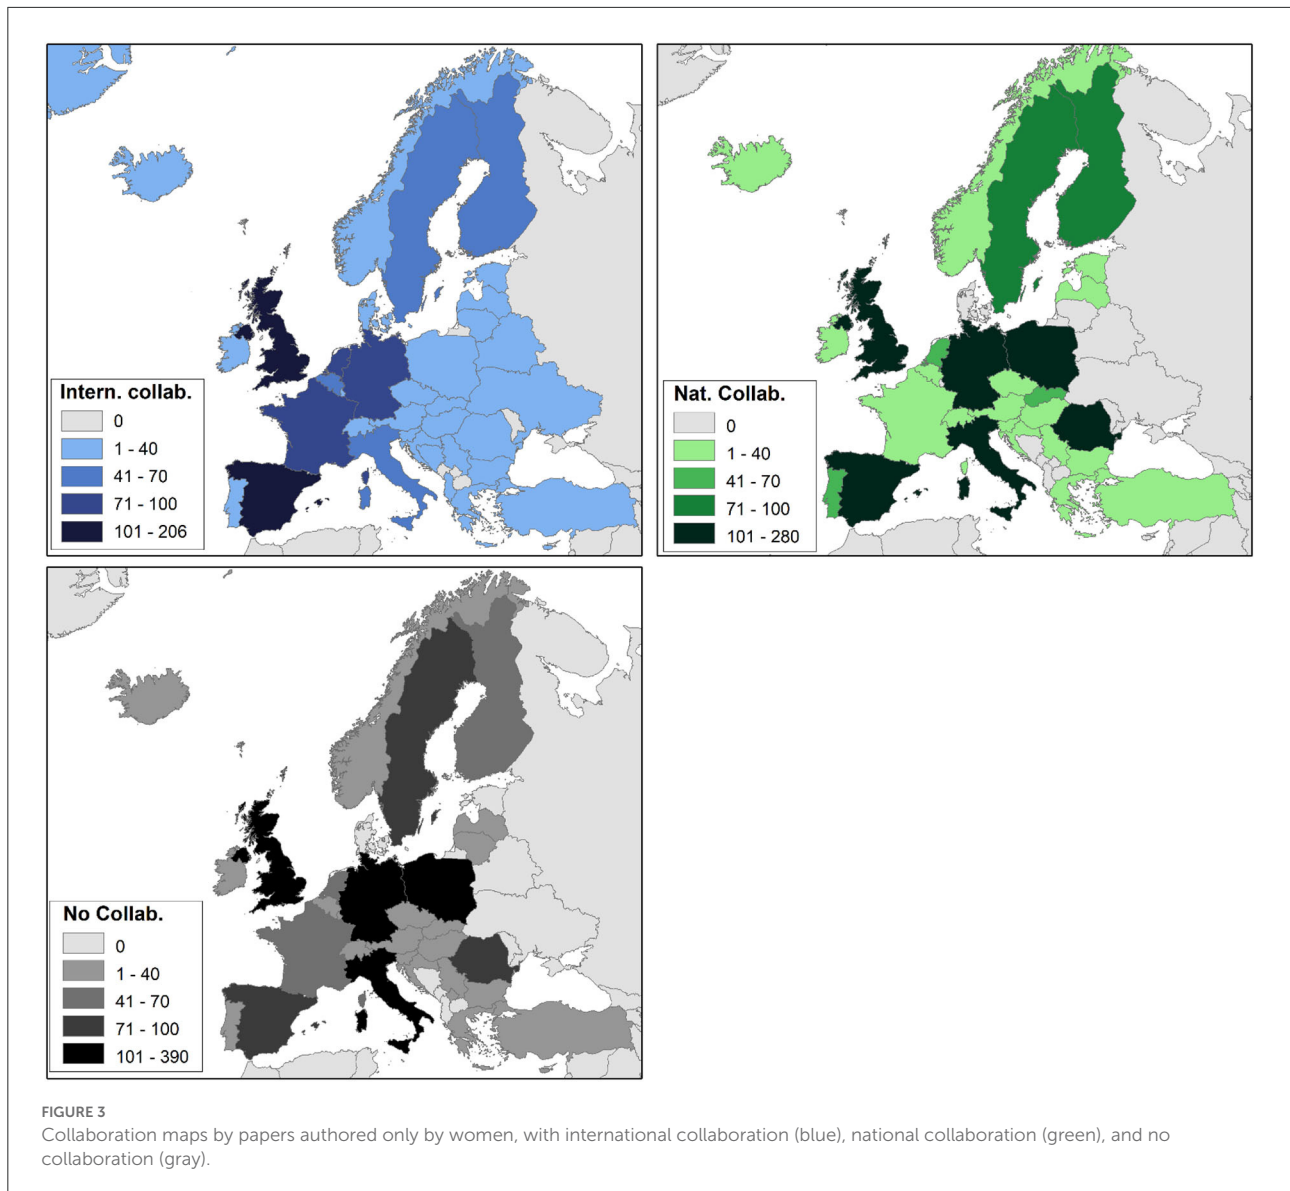 Intern. collab.
0
1 - 40
41 - 70
71 - 100
101 - 206
Nat. Collab.
0
1 - 40
41 - 70
71 - 100
101 - 280
No Collab.
0
1 - 40
41 - 70
71 - 100
101 - 390
FIGURE 3
Collaboration maps by papers authored only by women, with international collaboration (blue), national collaboration (green), and no
collaboration (gray).